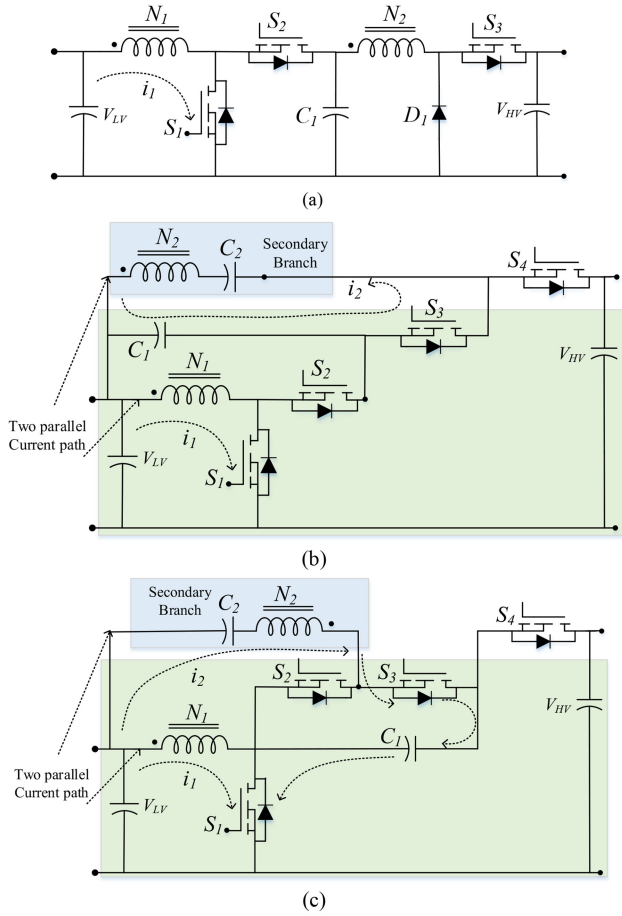 N1 S2 N2 S3
i1
VLV S1 C1 D1 VHV
(a)
N2 C2 Secondary
Branch
S4
i2
S3
C1
N1 S2 VHV
Two parallel
Current path
i1
VLV
S1
(b)
Secondary
Branch
C2 N2
S4
i2 S2 S3
N1 VHV
C1
Two parallel
Current path
i1
VLV
S1
(c)